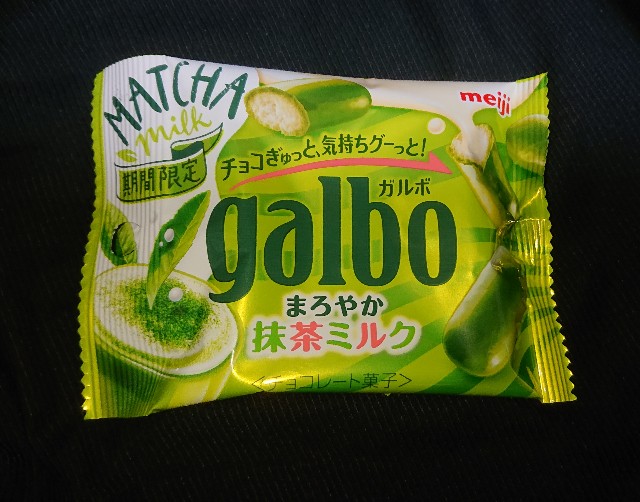 MATCHA
milk
期間限定
meiji
チョコぎゅっと、気持ちグーっと!
ガルボ
galbo
まろやか
抹茶ミルク
<チョコレート菓子>